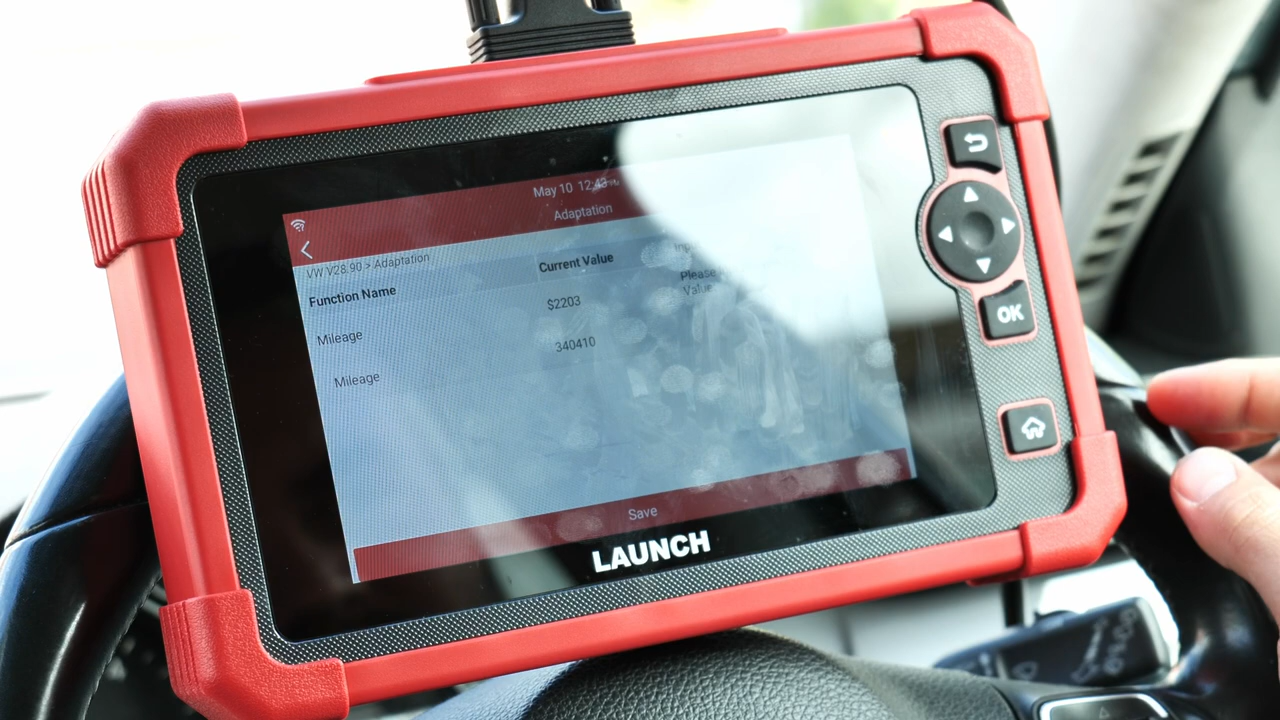 May 10 12:43
Adaptation
VW V28.90 > Adaptation
Function Name Current Value
Please
Value
Mileage $2203
Mileage 340410
Save
LAUNCH
OK